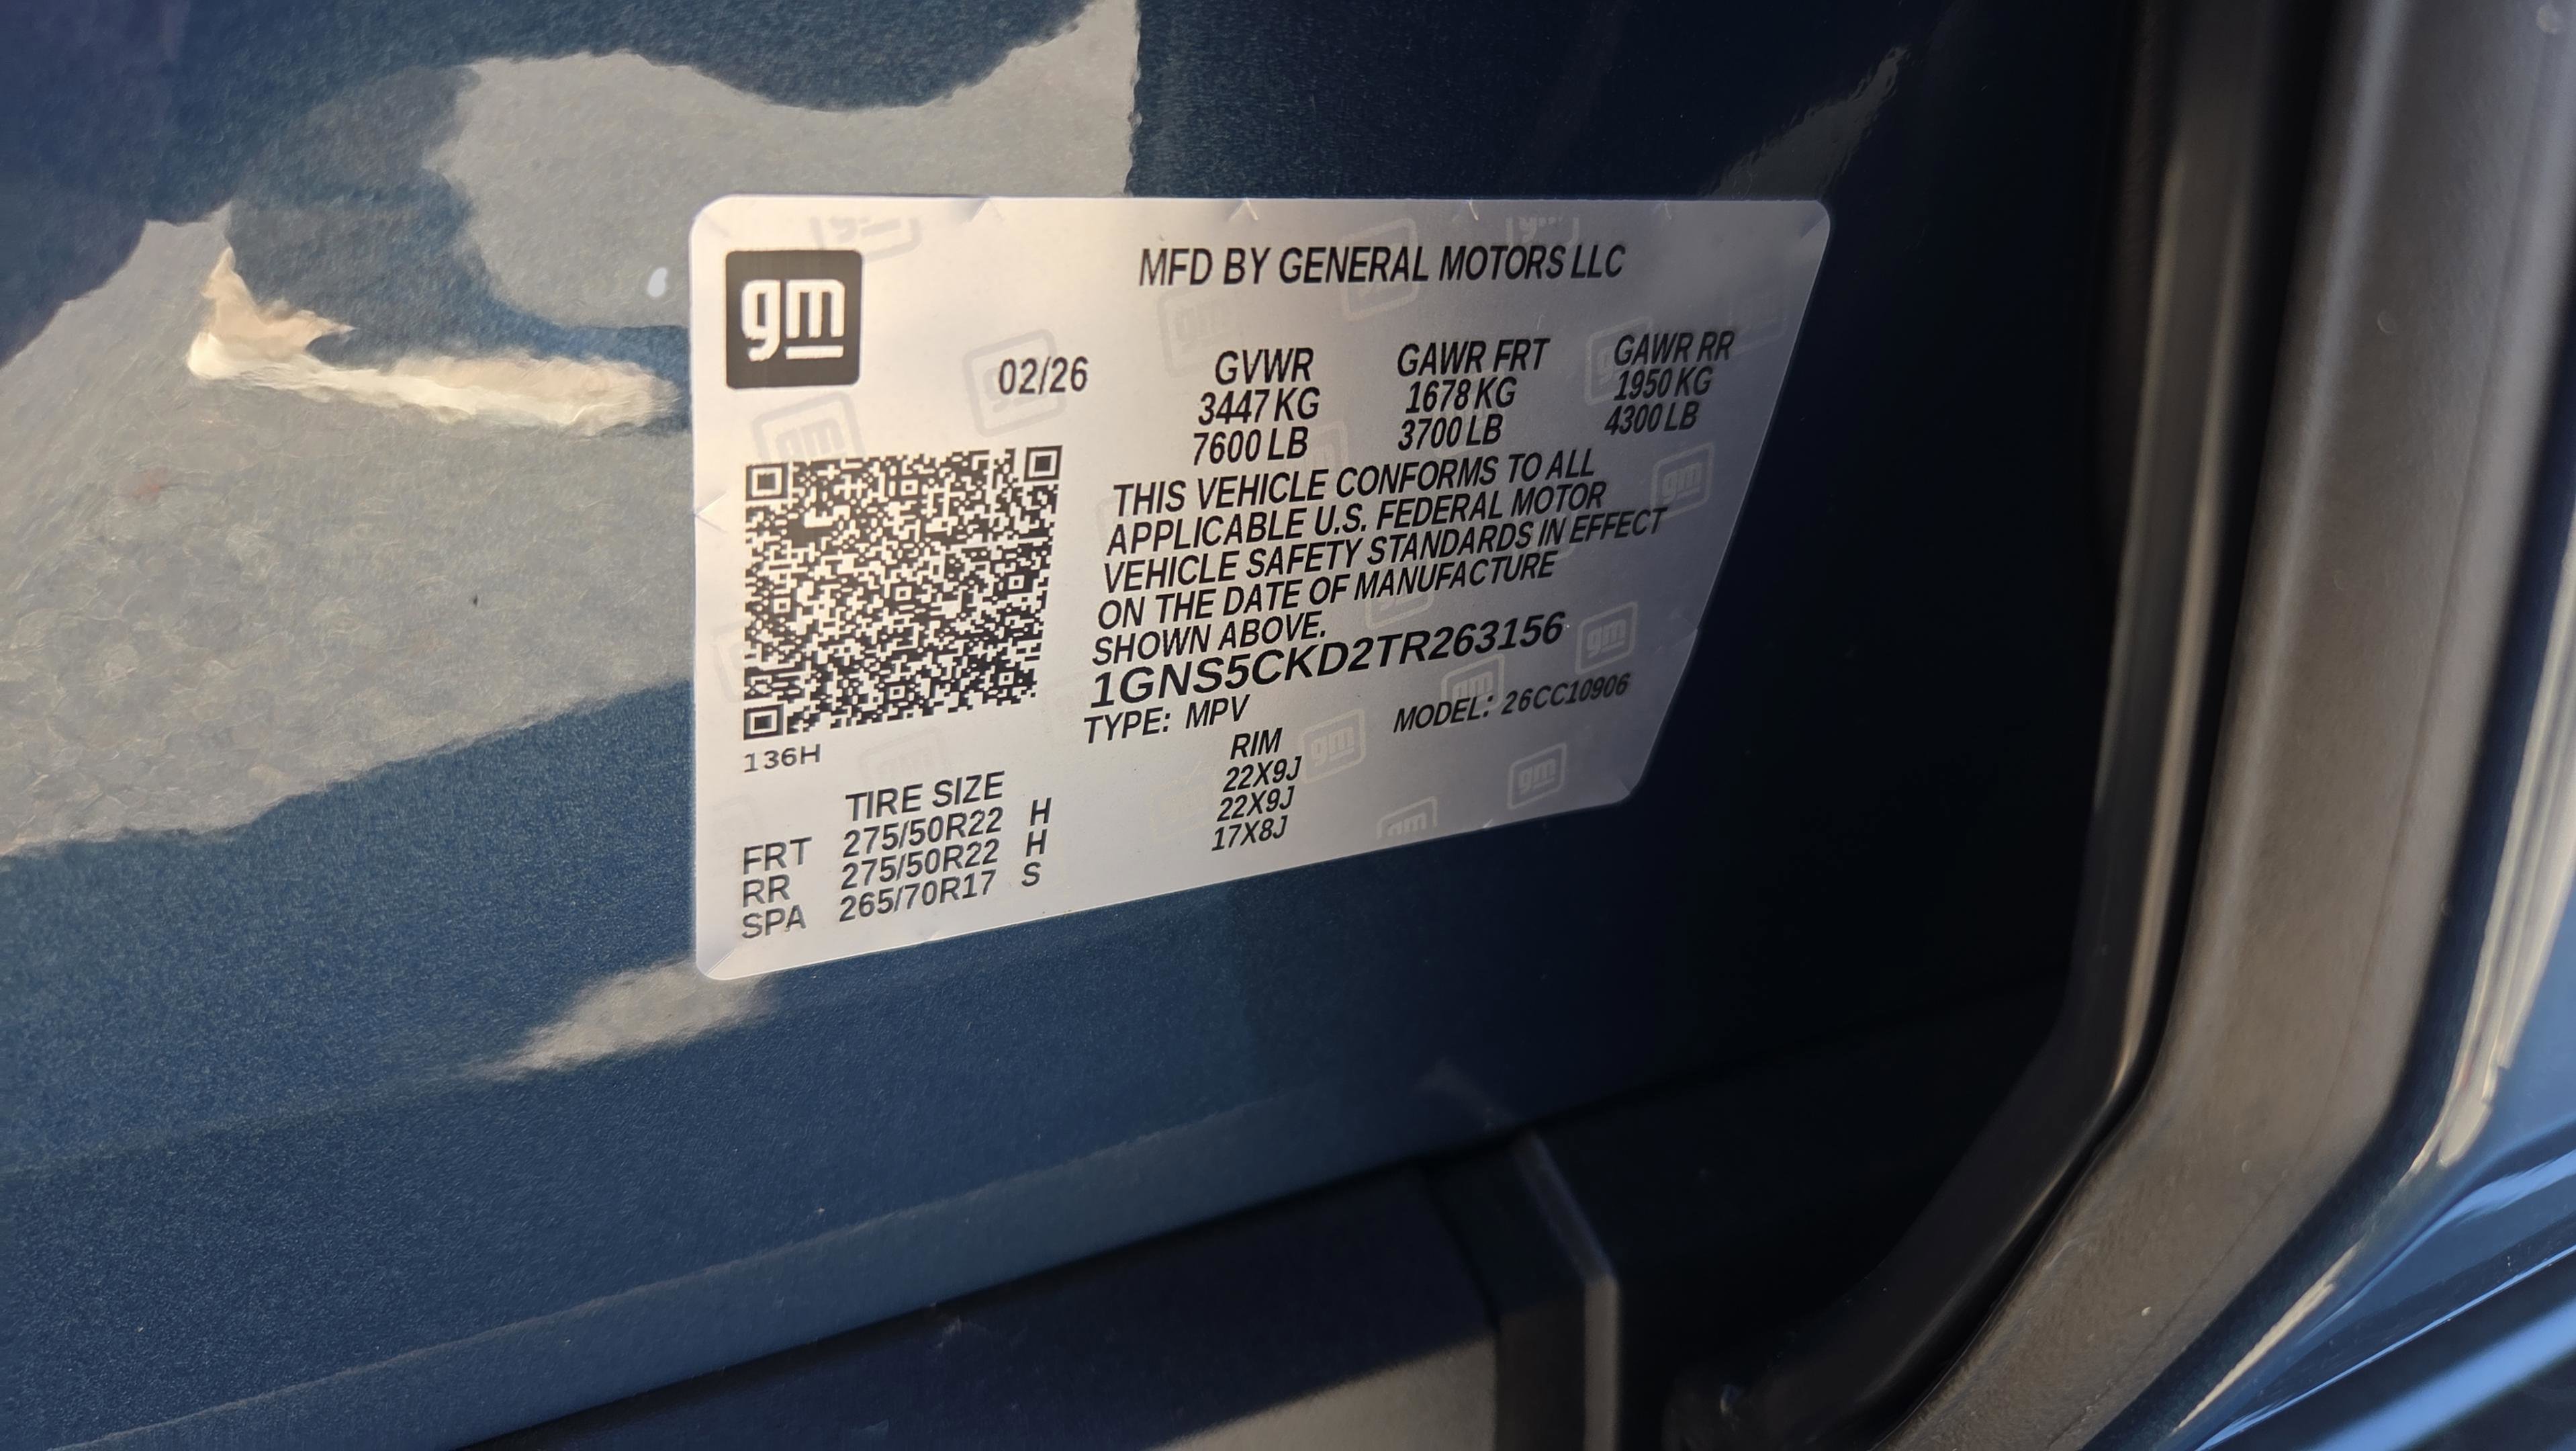 gm
MFD BY GENERAL MOTORS LLC
02/26
GVWR GAWR FRT GAWR RR
3447 KG 1678 KG 1950 KG
7600 LB 3700 LB 4300 LB
THIS VEHICLE CONFORMS TO ALL
APPLICABLE U.S. FEDERAL MOTOR
VEHICLE SAFETY STANDARDS IN EFFECT
ON THE DATE OF MANUFACTURE
SHOWN ABOVE.
1GNS5CKD2TR263156
TYPE: MPV MODEL: 26CC10906
136H
TIRE SIZE RIM
FRT 275/50R22 H 22X9J
RR 275/50R22 H 22X9J
SPA 265/70R17 S 17X8J